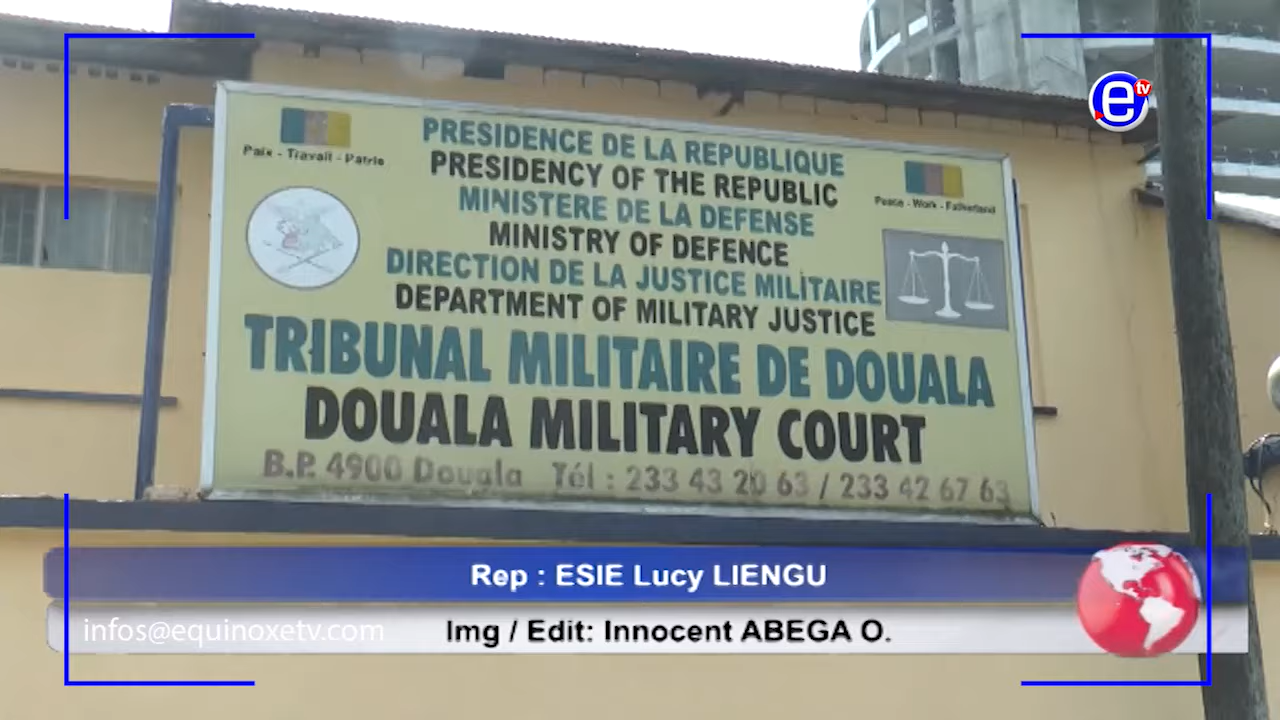 e tv
PRESIDENCE DE LA REPUBLIQUE
PRESIDENCY OF THE REPUBLIC
Paix - Travail - Patrie
Peace - Work - Fatherland
MINISTERE DE LA DEFENSE
MINISTRY OF DEFENCE
DIRECTION DE LA JUSTICE MILITAIRE
DEPARTMENT OF MILITARY JUSTICE
TRIBUNAL MILITAIRE DE DOUALA
DOUALA MILITARY COURT
B.P. 4900 Douala Tél : 233 43 20 63 / 233 42 67 63
Rep : ESIE Lucy LIENGU
infos@equinoxetv.com
Img / Edit: Innocent ABEGA O.